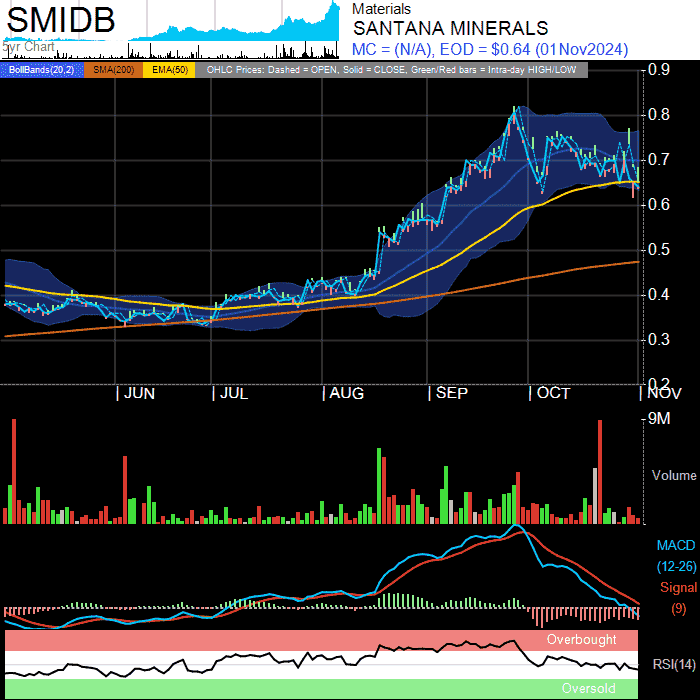 SMIDB
5yr Chart
Materials
SANTANA MINERALS
MC = (N/A), EOD = $0.64 (01Nov2024)
BollBands(20,2) SMA(200) EMA(50) OHLC Prices: Dashed = OPEN, Solid = CLOSE, Green/Red bars = Intra-day HIGH/LOW
0.9
0.8
0.7
0.6
0.5
0.4
0.3
0.2
JUN JUL AUG SEP OCT NOV
9M
Volume
MACD
(12-26)
Signal
(9)
Overbought
RSI(14)
Oversold